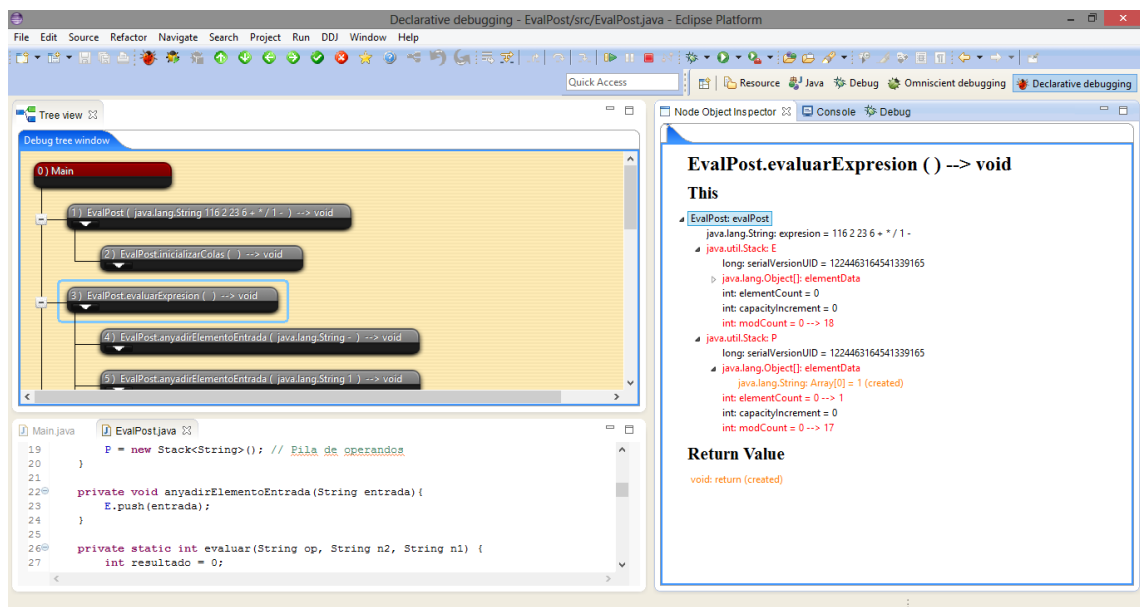 Declarative debugging - EvalPost/src/EvalPost.java - Eclipse Platform
File Edit Source Refactor Navigate Search Project Run DDJ Window Help
Quick Access
Resource Java Debug Omniscient debugging Declarative debugging
Tree view
Debug tree window
0 ) Main
1 ) EvalPost ( java.lang.String 116 2 23 6 + * / 1 - ) --> void
2 ) EvalPost.inicializarColas ( ) --> void
3 ) EvalPost.evaluarExpresion ( ) --> void
4 ) EvalPost.anyadirElementoEntrada ( java.lang.String - ) --> void
5 ) EvalPost.anyadirElementoEntrada ( java.lang.String 1 ) --> void
Main.java EvalPost.java
19 P = new Stack<String>(); // Pila de operandos
20 }
21
22 private void anyadirElementoEntrada(String entrada){
23 E.push(entrada);
24 }
25
26 private static int evaluar(String op, String n2, String n1) {
27 int resultado = 0;
Node Object Inspector Console Debug
EvalPost.evaluarExpresion ( ) --> void
This
EvalPost: evalPost
java.lang.String: expresion = 116 2 23 6 + * / 1 -
java.util.Stack: E
long: serialVersionUID = 1224463164541339165
java.lang.Object[]: elementData
int: elementCount = 0
int: capacityIncrement = 0
int: modCount = 0 --> 18
java.util.Stack: P
long: serialVersionUID = 1224463164541339165
java.lang.Object[]: elementData
java.lang.String: Array[0] = 1 (created)
int: elementCount = 0 --> 1
int: capacityIncrement = 0
int: modCount = 0 --> 17
Return Value
void: return (created)